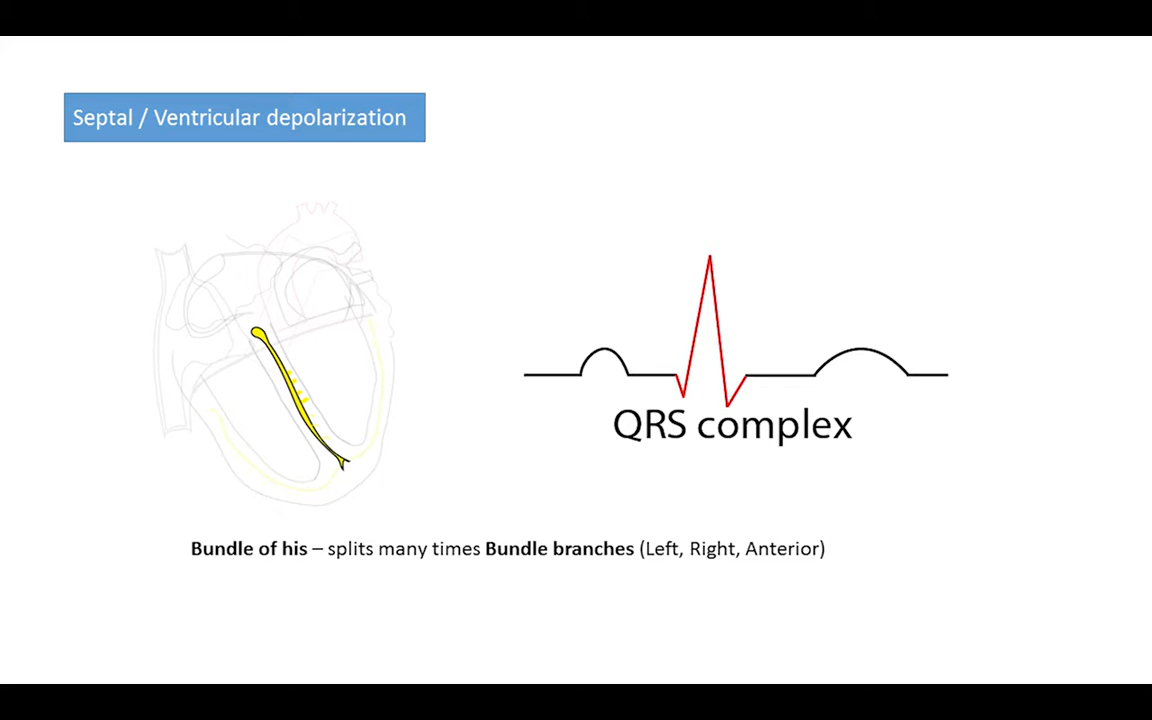 Septal / Ventricular depolarization
QRS complex
Bundle of his – splits many times Bundle branches (Left, Right, Anterior)